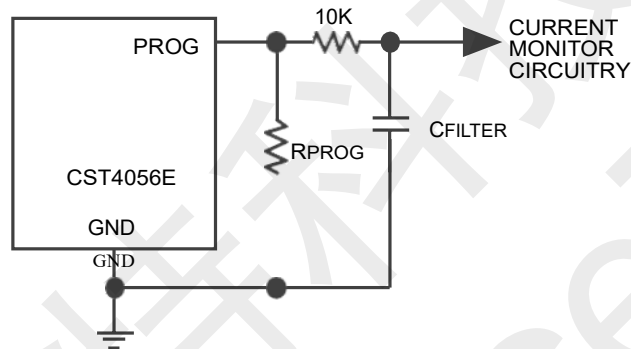 10K
CURRENT
MONITOR
CIRCUITRY
PROG
CFILTER
RPROG
CST4056E
GND
GND